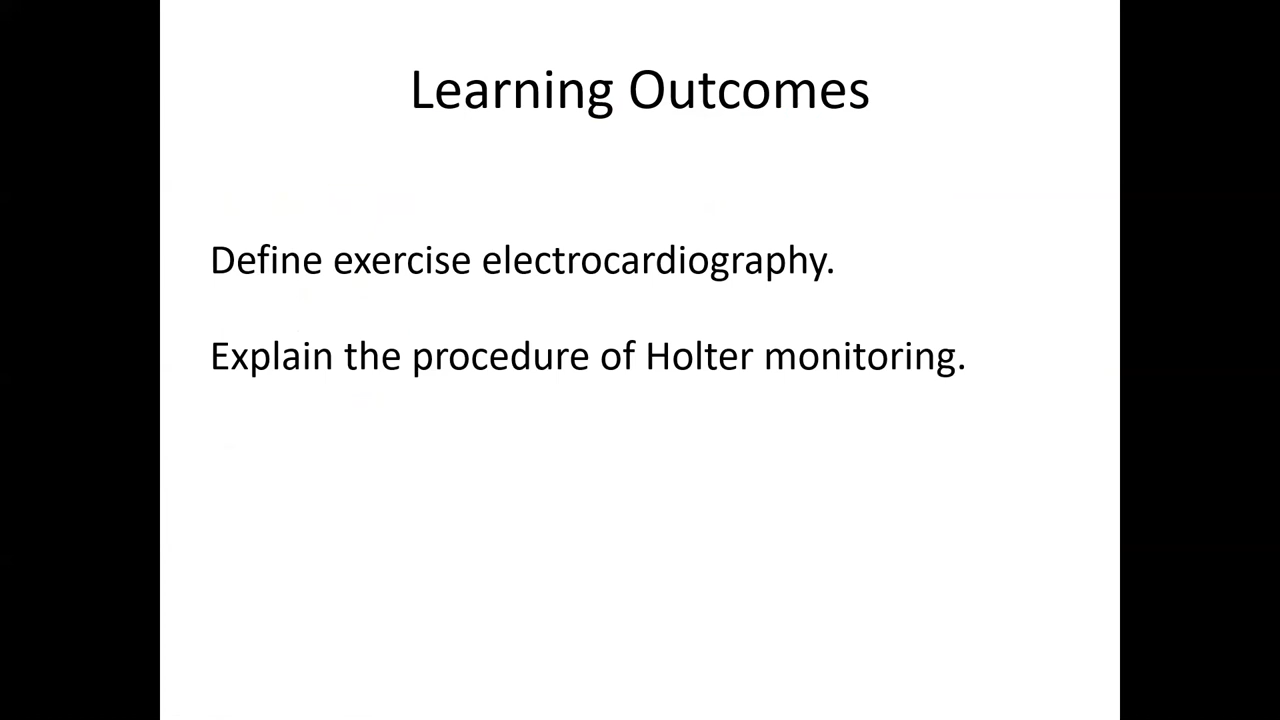 Learning Outcomes
Define exercise electrocardiography.
Explain the procedure of Holter monitoring.